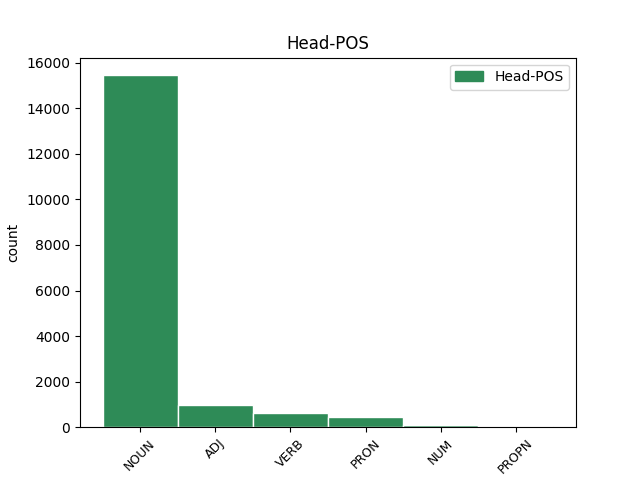 Head-POS
Head-POS
16000
14000
12000
10000
8000
6000
4000
2000
0
count
NOUN
ADJ
VERB
PRON
NUM
PROPN